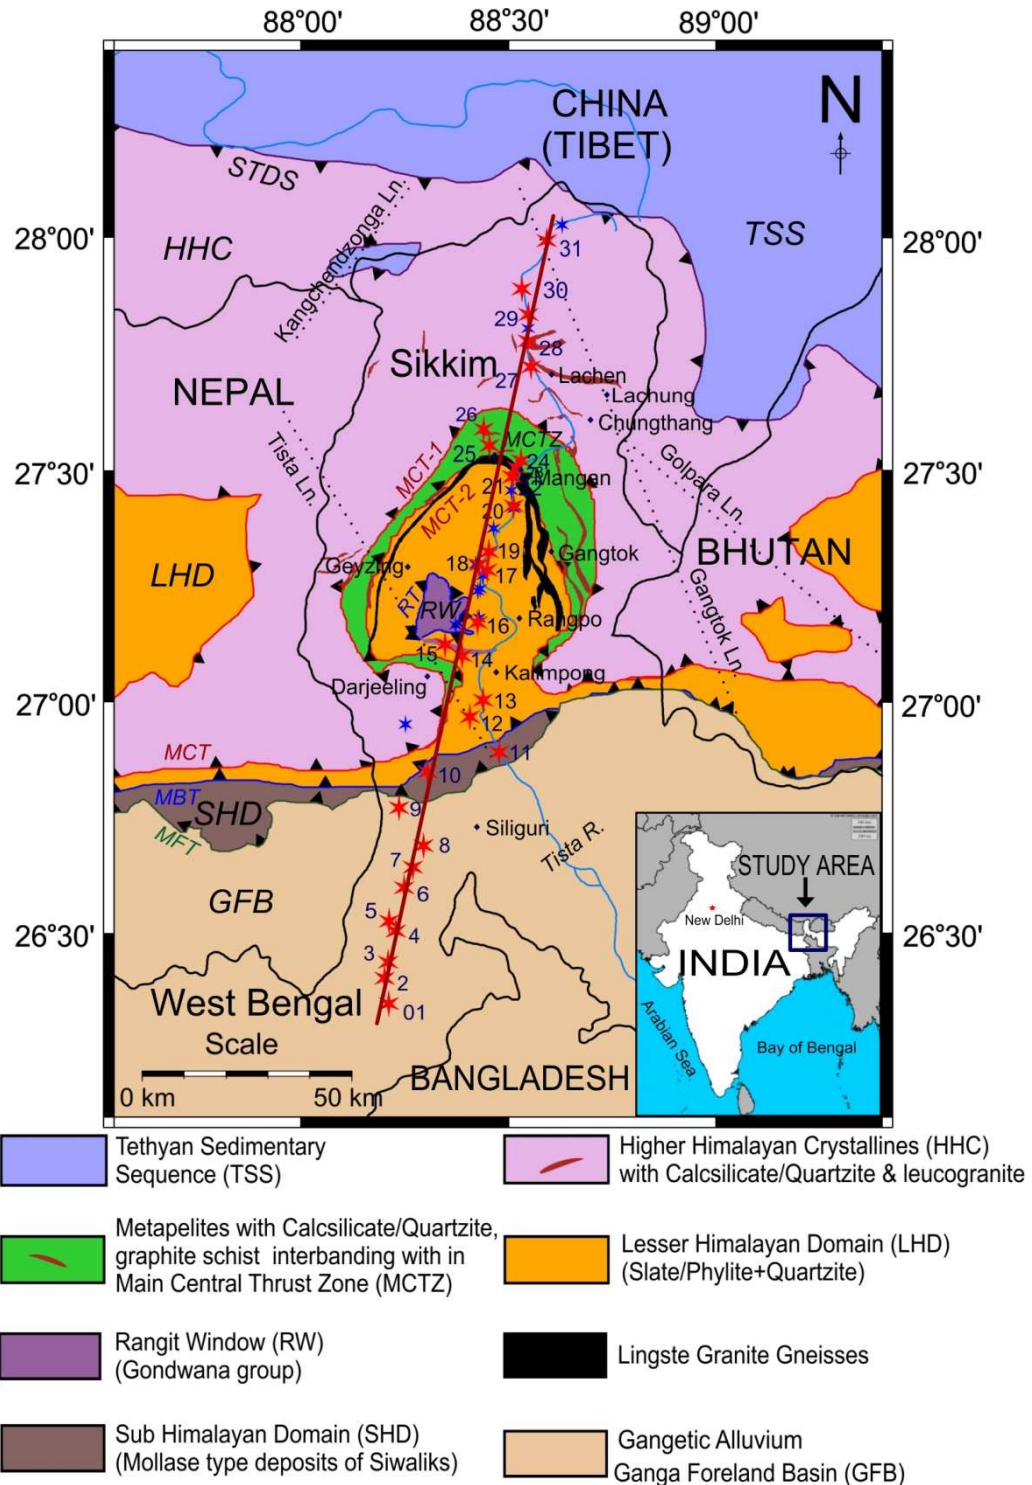 88°00'
88°30'
89°00'
CHINA
(TIBET)
N
STDS
Kangchendzonga Ln.
28°00'
28°00'
HHC
TSS
31
30
29
28
Sikkim
27
Lachen
NEPAL
Lachung
Chungthang
26
MCTZ
Tista Ln.
MCT-1
25
24
Golpara Ln.
27°30'
27°30'
Mangan
21
22
MCT-2
20
BHUTAN
19
Gangtok
18
Geyzing
17
LHD
RT
RW
Gangtok Ln.
16
Rangpo
15
14
Kalimpong
Darjeeling
27°00'
27°00'
13
12
MCT
11
10
MBT
SHD
9
MFT
Siliguri
8
Tista R.
7
GFB
6
5
4
26°30'
26°30'
3
2
West Bengal
01
Scale
0 km
50 km
BANGLADESH
STUDY AREA
New Delhi
INDIA
Arabian Sea
Bay of Bengal
Tethyan Sedimentary
Sequence (TSS)
Higher Himalayan Crystallines (HHC)
with Calcsilicate/Quartzite & leucogranite
Metapelites with Calcsilicate/Quartzite,
graphite schist interbanding with in
Main Central Thrust Zone (MCTZ)
Lesser Himalayan Domain (LHD)
(Slate/Phylite+Quartzite)
Rangit Window (RW)
(Gondwana group)
Lingste Granite Gneisses
Sub Himalayan Domain (SHD)
(Mollase type deposits of Siwaliks)
Gangetic Alluvium
Ganga Foreland Basin (GFB)